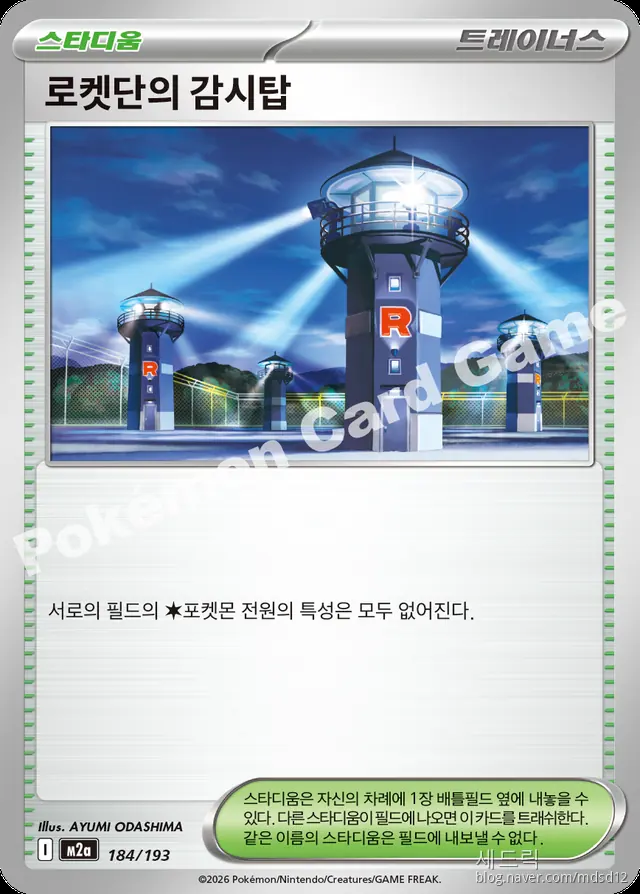 스타디움
트레이너스
로켓단의 감시탑
R
R
R
Pokémon Card Game
서로의 필드의 ✶포켓몬 전원의 특성은 모두 없어진다.
스타디움은 자신의 차례에 1장 배틀필드 옆에 내놓을 수
있다. 다른 스타디움이 필드에 나오면 이 카드를 트래쉬한다.
같은 이름의 스타디움은 필드에 내보낼 수 없다.
Illus. AYUMI ODASHIMA
I m2a 184/193
©2026 Pokémon/Nintendo/Creatures/GAME FREAK.
세드릭
blog.naver.com/mdsd12